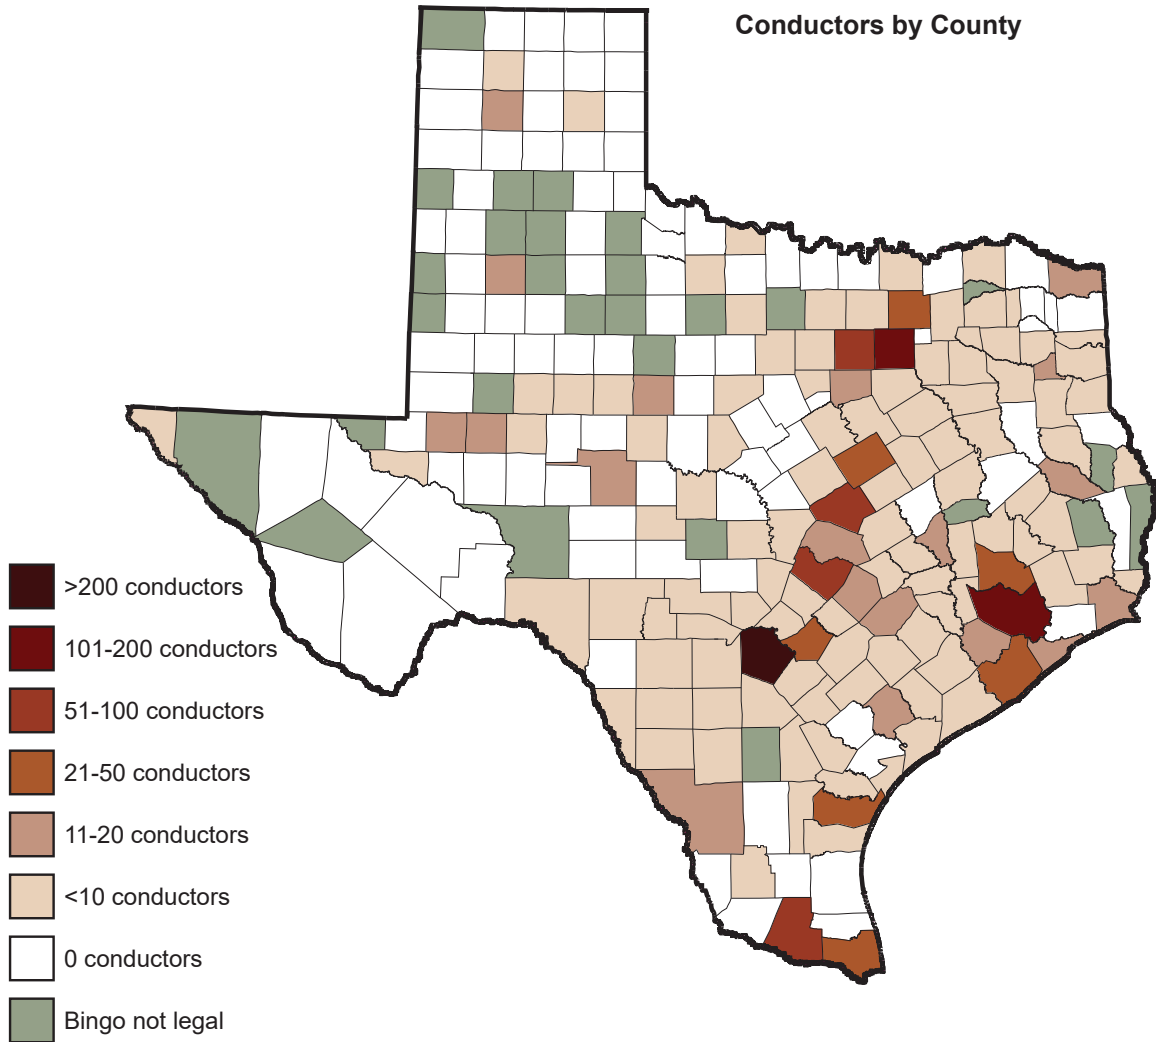 Conductors by County
>200 conductors
101-200 conductors
51-100 conductors
21-50 conductors
11-20 conductors
<10 conductors
0 conductors
Bingo not legal